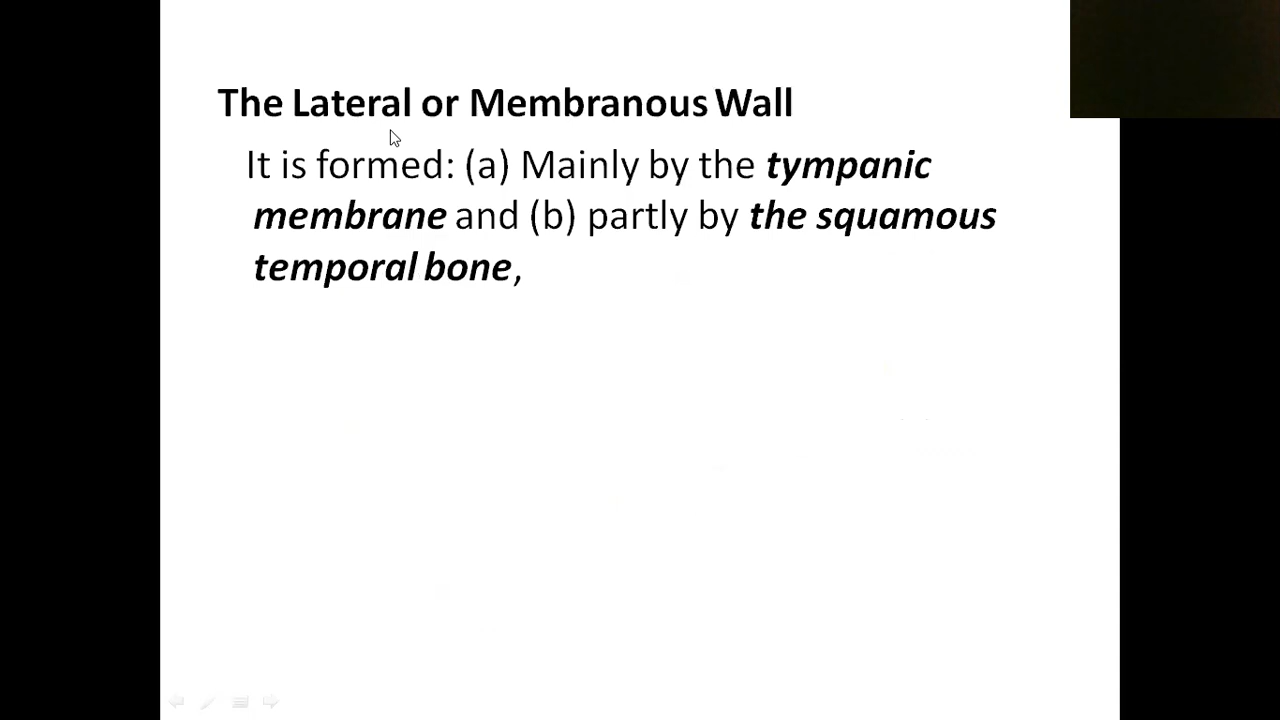 The Lateral or Membranous Wall
It is formed: (a) Mainly by the tympanic
membrane and (b) partly by the squamous
temporal bone,